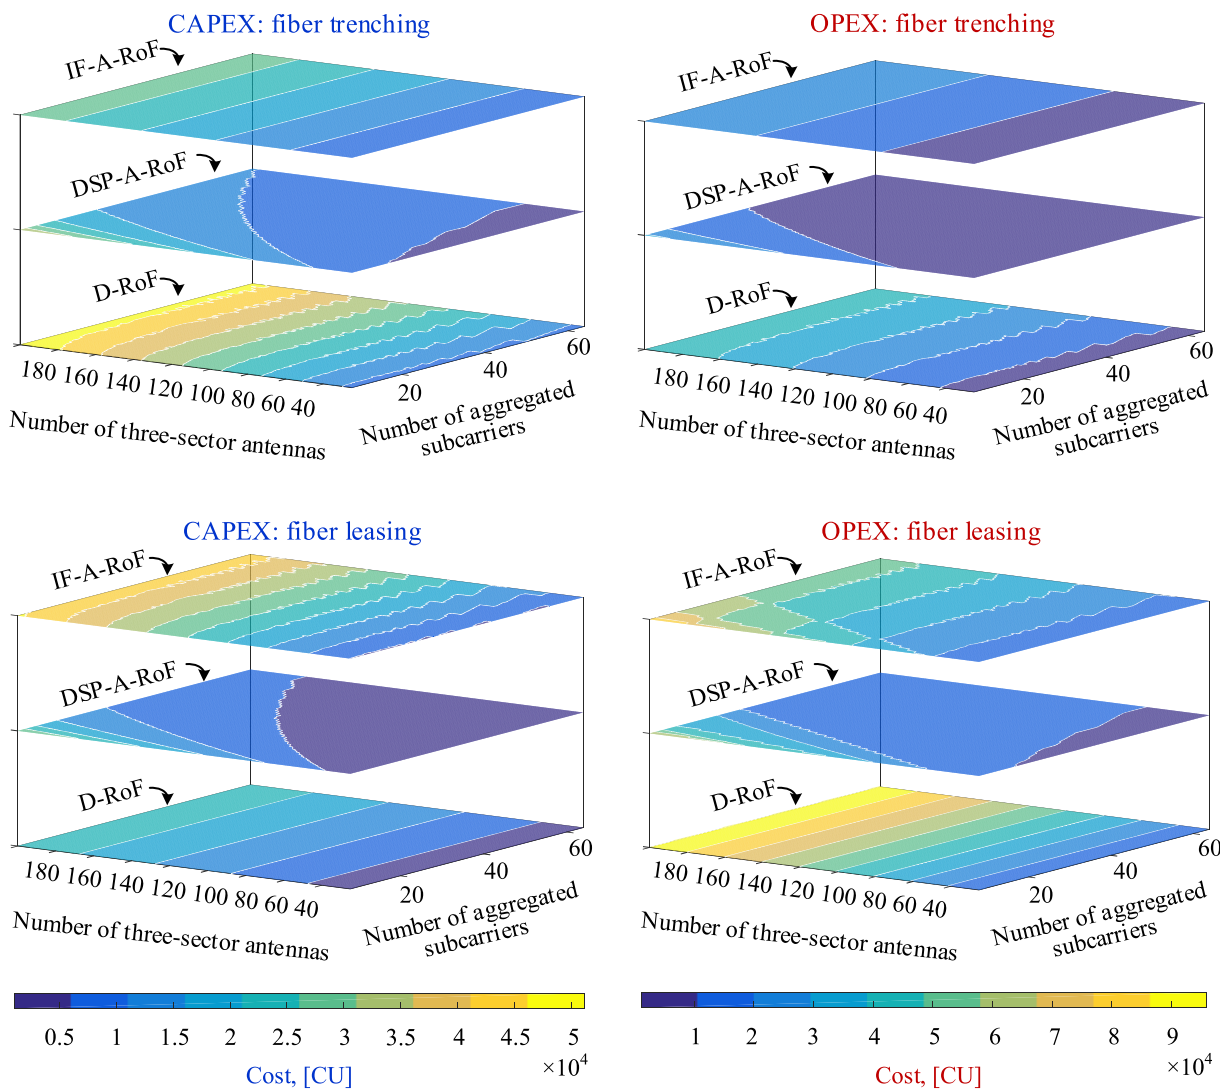 CAPEX: fiber trenching
IF-A-RoF
DSP-A-RoF
D-RoF
180 160 140 120 100 80 60 40
20 40 60
Number of three-sector antennas
Number of aggregated
subcarriers
OPEX: fiber trenching
IF-A-RoF
DSP-A-RoF
D-RoF
180 160 140 120 100 80 60 40
20 40 60
Number of three-sector antennas
Number of aggregated
subcarriers
CAPEX: fiber leasing
IF-A-RoF
DSP-A-RoF
D-RoF
180 160 140 120 100 80 60 40
20 40 60
Number of three-sector antennas
Number of aggregated
subcarriers
OPEX: fiber leasing
IF-A-RoF
DSP-A-RoF
D-RoF
180 160 140 120 100 80 60 40
20 40 60
Number of three-sector antennas
Number of aggregated
subcarriers
0.5 1 1.5 2 2.5 3 3.5 4 4.5 5
×10⁴
Cost, [CU]
1 2 3 4 5 6 7 8 9
×10⁴
Cost, [CU]